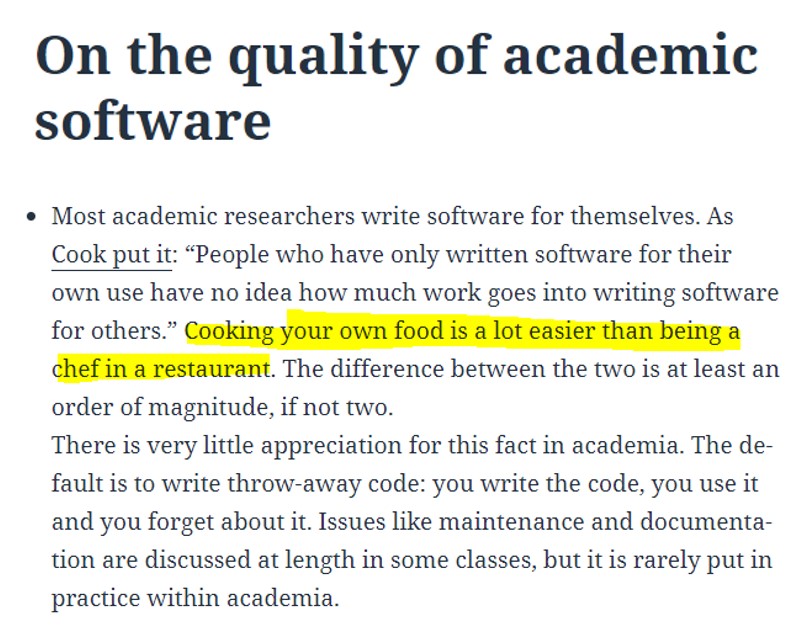 On the quality of academic
software
• Most academic researchers write software for themselves. As
Cook put it: “People who have only written software for their
own use have no idea how much work goes into writing software
for others.” Cooking your own food is a lot easier than being a
chef in a restaurant. The difference between the two is at least an
order of magnitude, if not two.
There is very little appreciation for this fact in academia. The de-
fault is to write throw-away code: you write the code, you use it
and you forget about it. Issues like maintenance and documenta-
tion are discussed at length in some classes, but it is rarely put in
practice within academia.